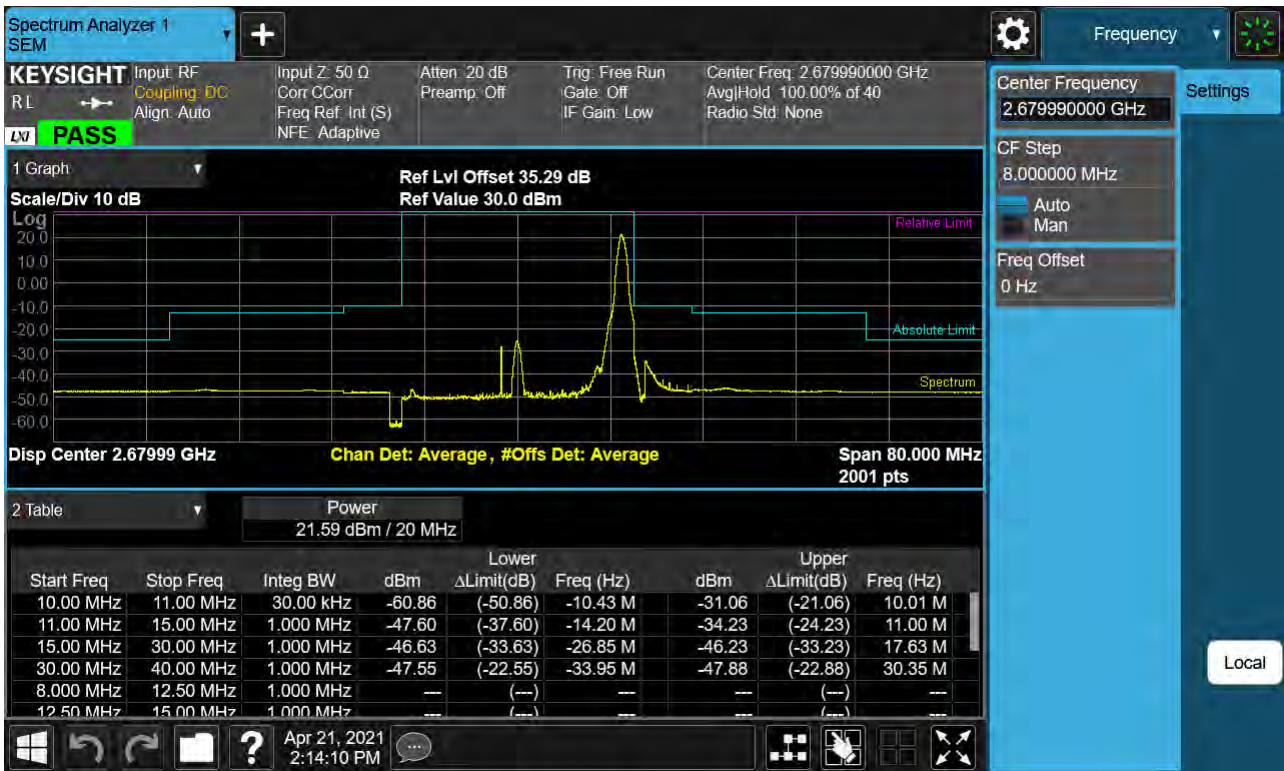 Spectrum Analyzer 1
SEM
Frequency
KEYSIGHT
Input: RF
Coupling: DC
Align: Auto
Input Z: 50 Ω
Corr CCorr
Freq Ref: Int (S)
NFE: Adaptive
Atten: 20 dB
Preamp: Off
Trig: Free Run
Gate: Off
IF Gain: Low
Center Freq: 2.679990000 GHz
Avg|Hold: 100.00% of 40
Radio Std: None
R L
LXI
PASS
Center Frequency
2.679990000 GHz
Settings
CF Step
8.000000 MHz
Auto
Man
Freq Offset
0 Hz
1 Graph
Scale/Div 10 dB
Ref Lvl Offset 35.29 dB
Ref Value 30.0 dBm
Log
20.0
10.0
0.00
-10.0
-20.0
-30.0
-40.0
-50.0
-60.0
Relative Limit
Absolute Limit
Spectrum
Disp Center 2.67999 GHz
Chan Det: Average, #Offs Det: Average
Span 80.000 MHz
2001 pts
2 Table
Power
21.59 dBm / 20 MHz
Lower Upper
Start Freq Stop Freq Integ BW dBm ΔLimit(dB) Freq (Hz) dBm ΔLimit(dB) Freq (Hz)
10.00 MHz 11.00 MHz 30.00 kHz -60.86 (-50.86) -10.43 M -31.06 (-21.06) 10.01 M
11.00 MHz 15.00 MHz 1.000 MHz -47.60 (-37.60) -14.20 M -34.23 (-24.23) 11.00 M
15.00 MHz 30.00 MHz 1.000 MHz -46.63 (-33.63) -26.85 M -46.23 (-33.23) 17.63 M
30.00 MHz 40.00 MHz 1.000 MHz -47.55 (-22.55) -33.95 M -47.88 (-22.88) 30.35 M
8.000 MHz 12.50 MHz 1.000 MHz --- (---) --- --- (---) ---
12.50 MHz 15.00 MHz 1.000 MHz --- (---) --- --- (---) ---
Local
Apr 21, 2021
2:14:10 PM